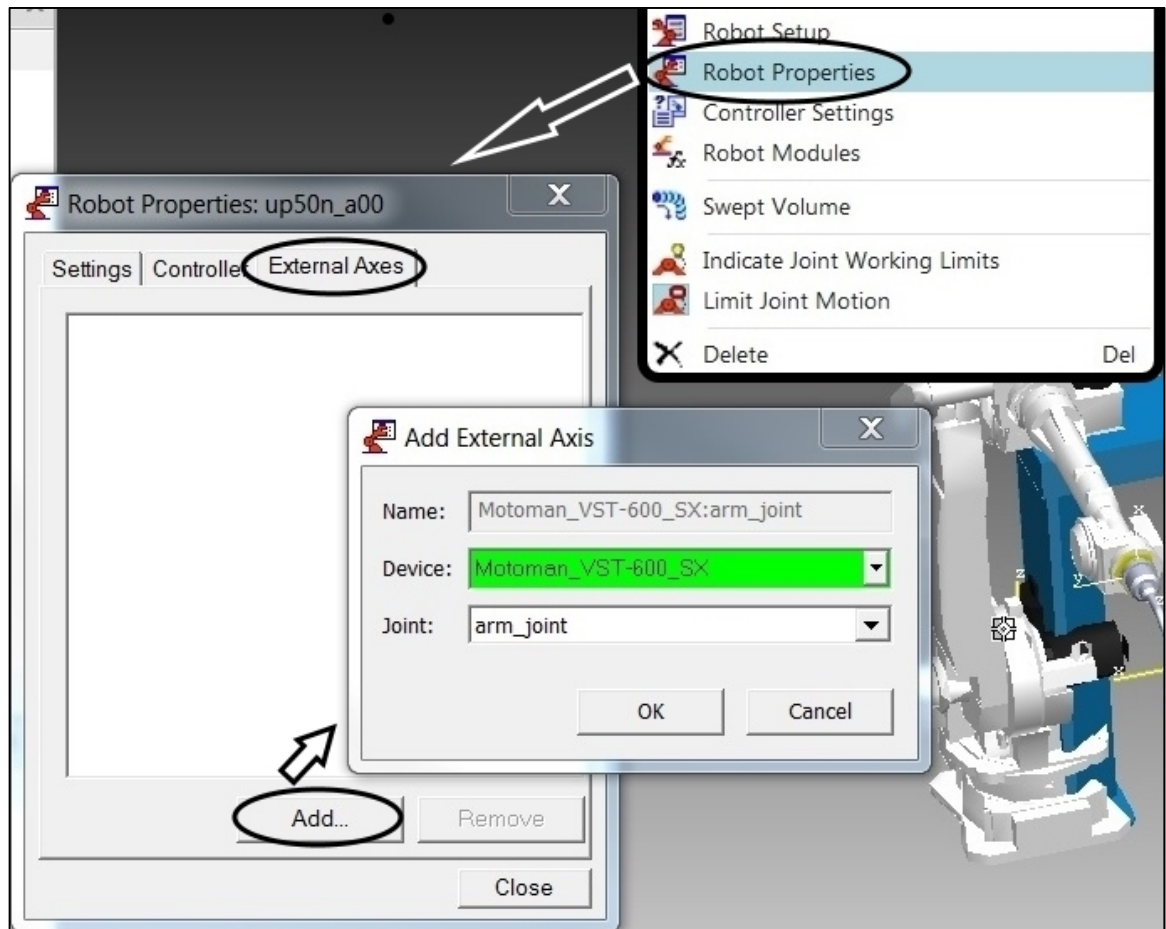 Robot Setup
Robot Properties
Controller Settings
Robot Modules
Swept Volume
Indicate Joint Working Limits
Limit Joint Motion
Delete Del
Robot Properties: up50n_a00
Settings Controller External Axes
Add External Axis
Name: Motoman_VST-600_SX:arm_joint
Device: Motoman_VST-600_SX
Joint: arm_joint
OK Cancel
Add... Remove
Close
x
y
z
z
x